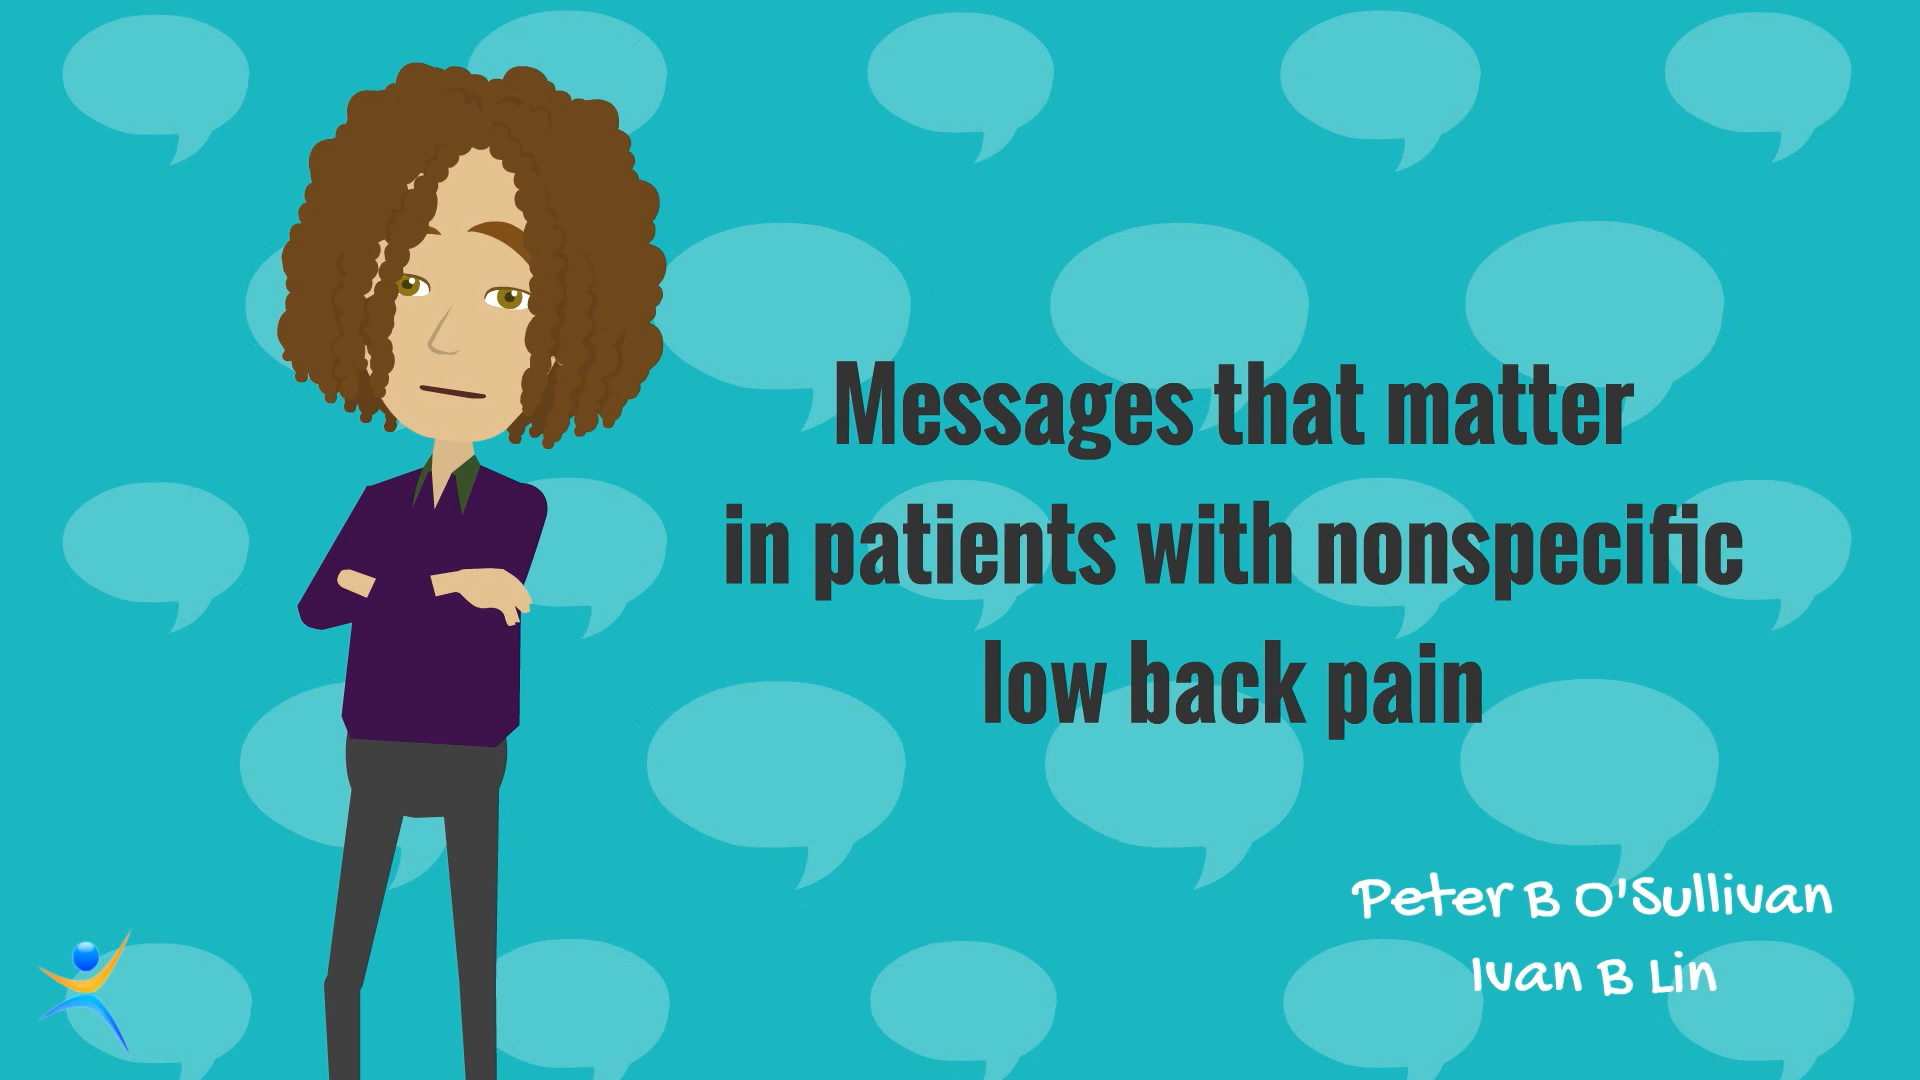 Messages that matter
in patients with nonspecific
low back pain
Peter B O'Sullivan
Ivan B Lin